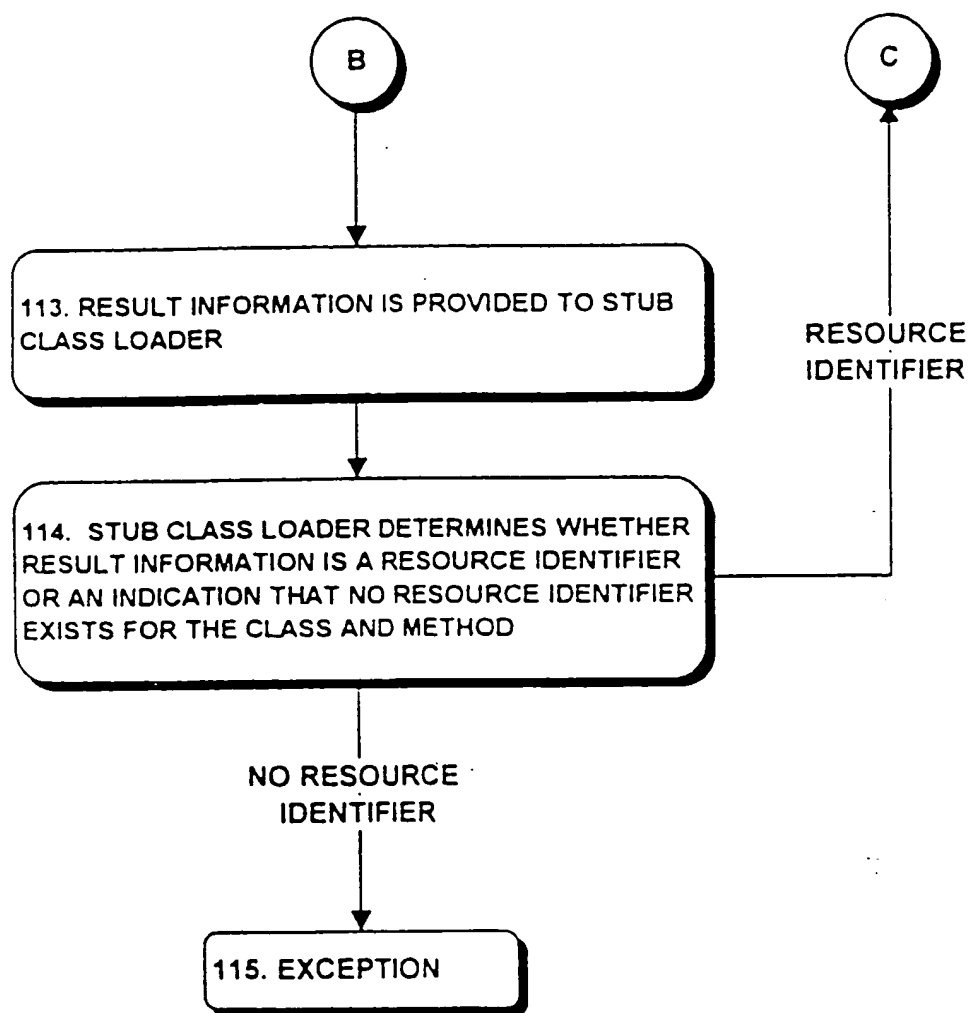 B
C
113. RESULT INFORMATION IS PROVIDED TO STUB
CLASS LOADER
RESOURCE
IDENTIFIER
114. STUB CLASS LOADER DETERMINES WHETHER
RESULT INFORMATION IS A RESOURCE IDENTIFIER
OR AN INDICATION THAT NO RESOURCE IDENTIFIER
EXISTS FOR THE CLASS AND METHOD
NO RESOURCE
IDENTIFIER
115. EXCEPTION